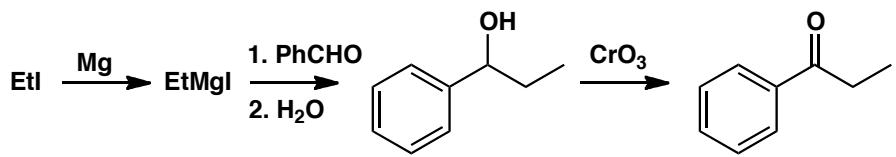 EtI
Mg
EtMgI
1. PhCHO
2. H₂O
OH
CrO₃
O